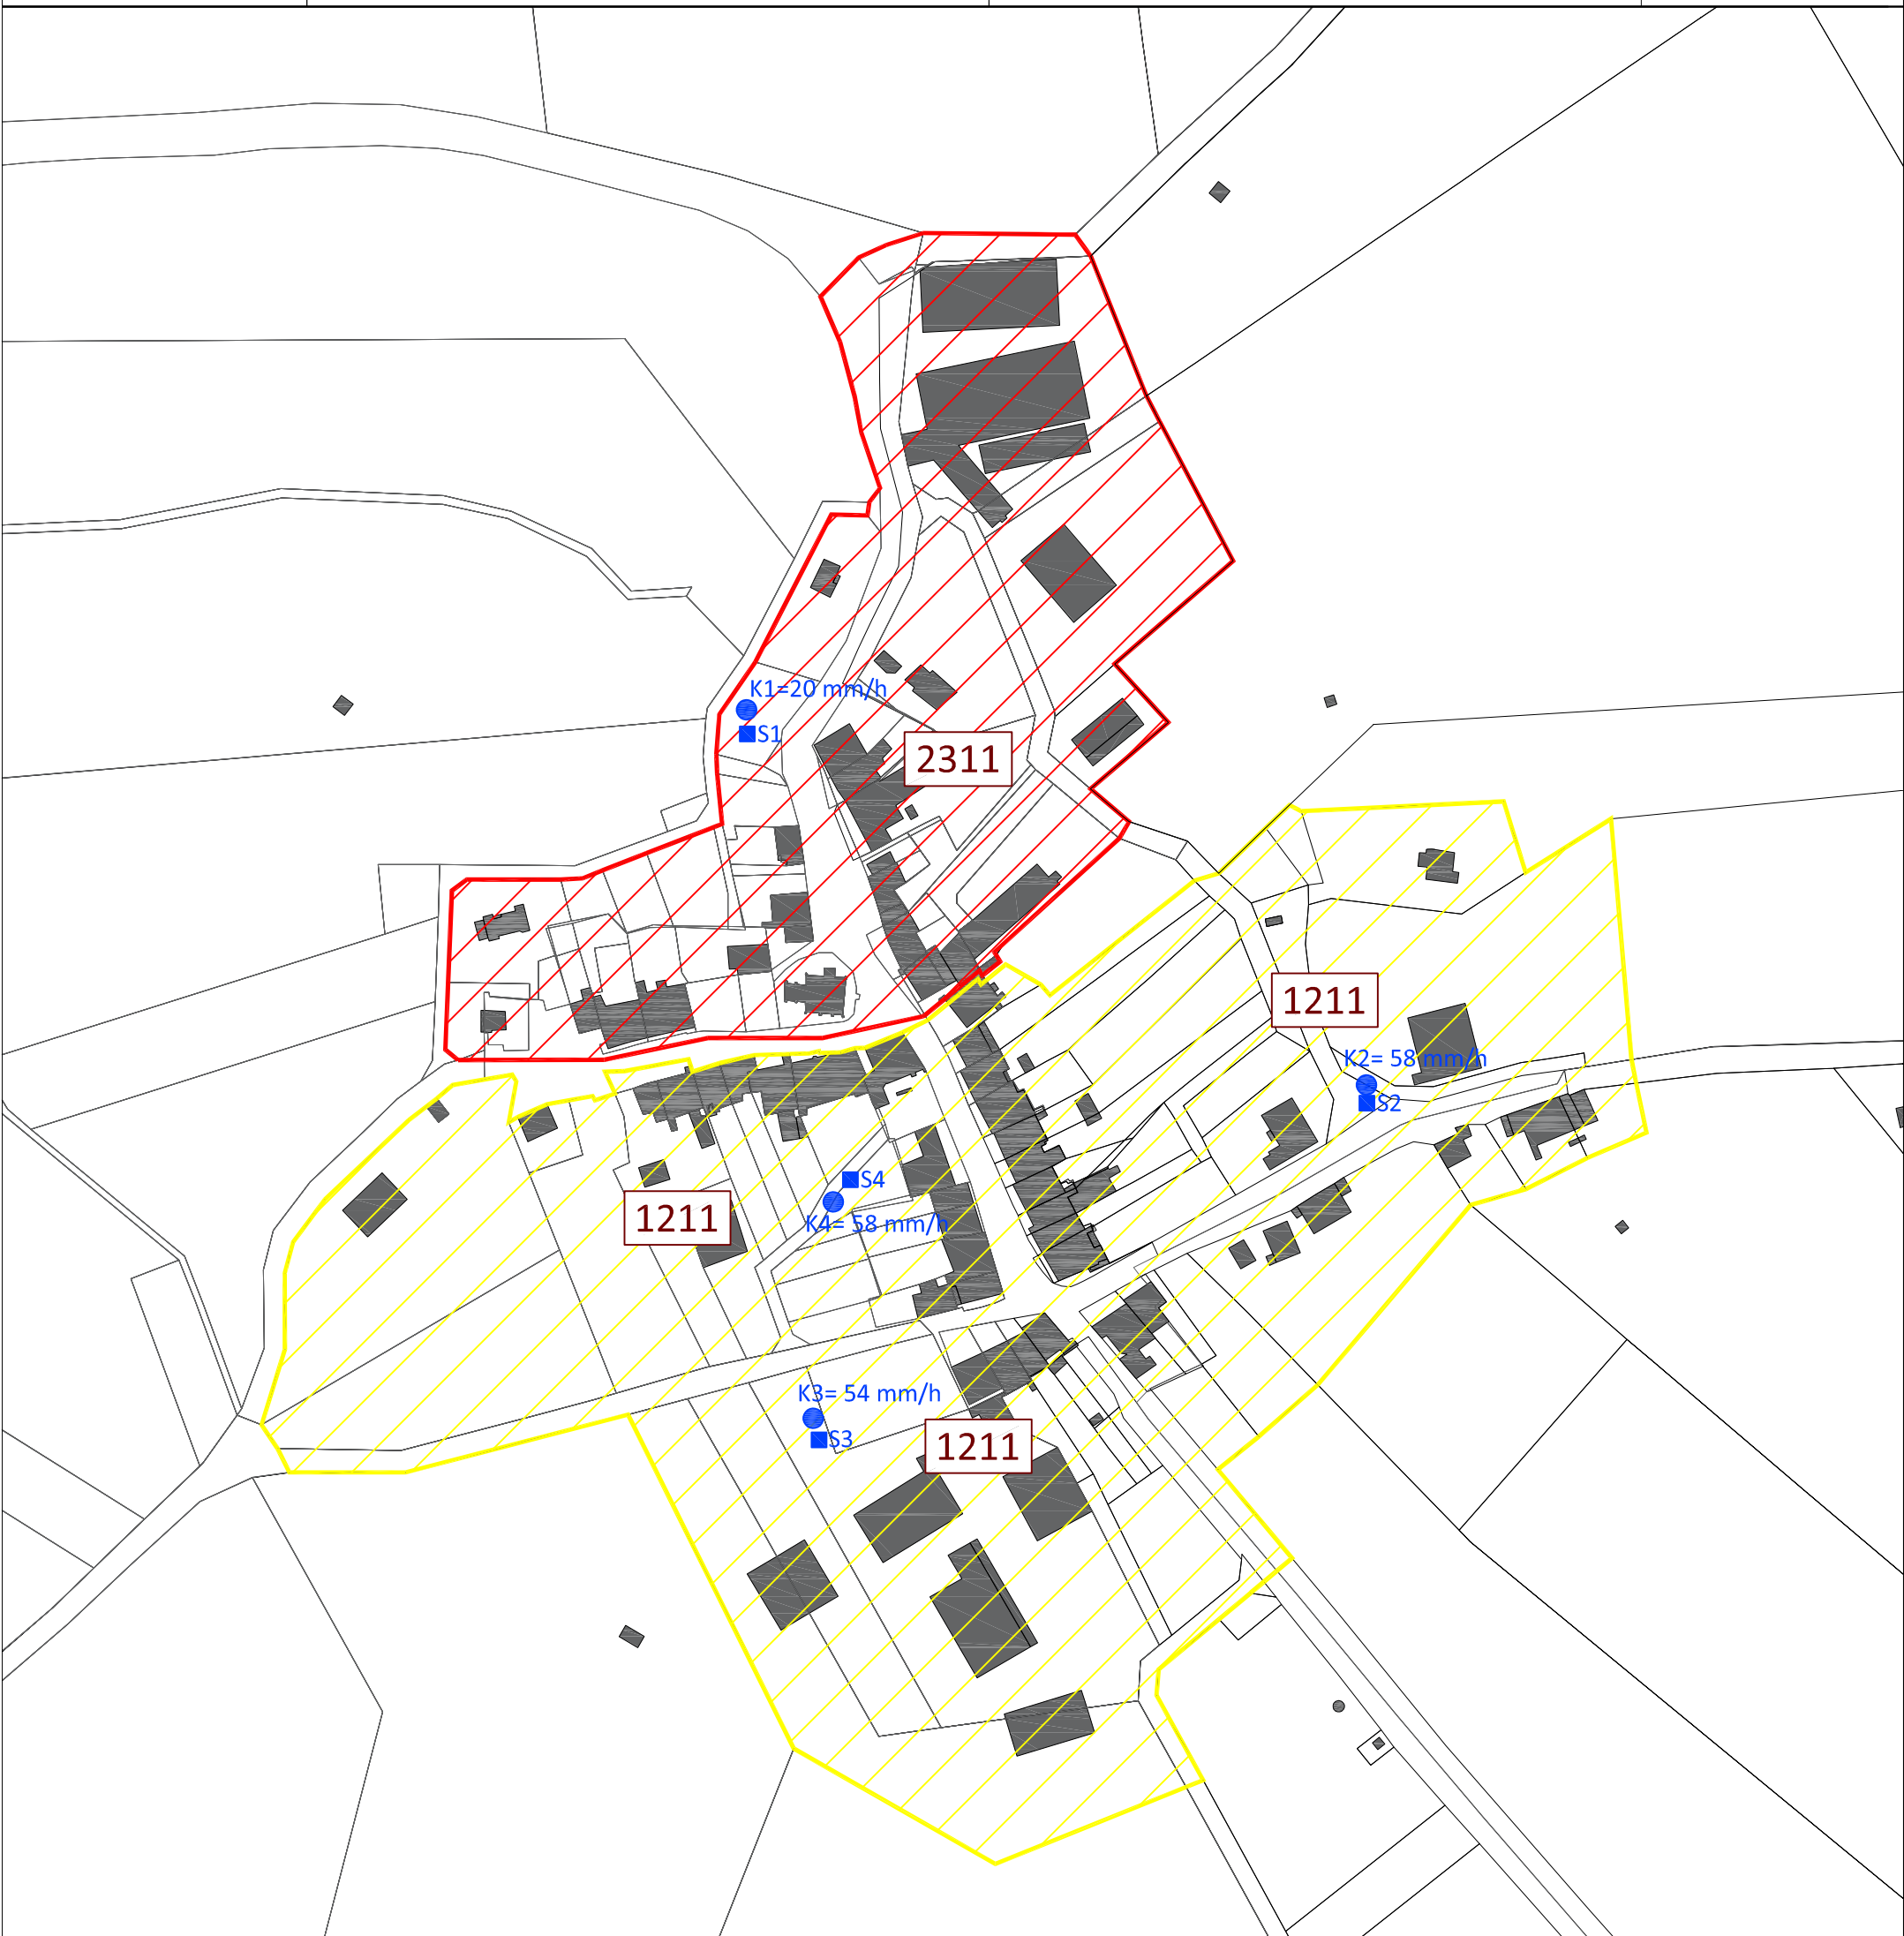 K1=20 mm/h
S1
2311
1211
K2= 58 mm/h
S2
S4
1211
K4= 58 mm/h
K3= 54 mm/h
S3
1211